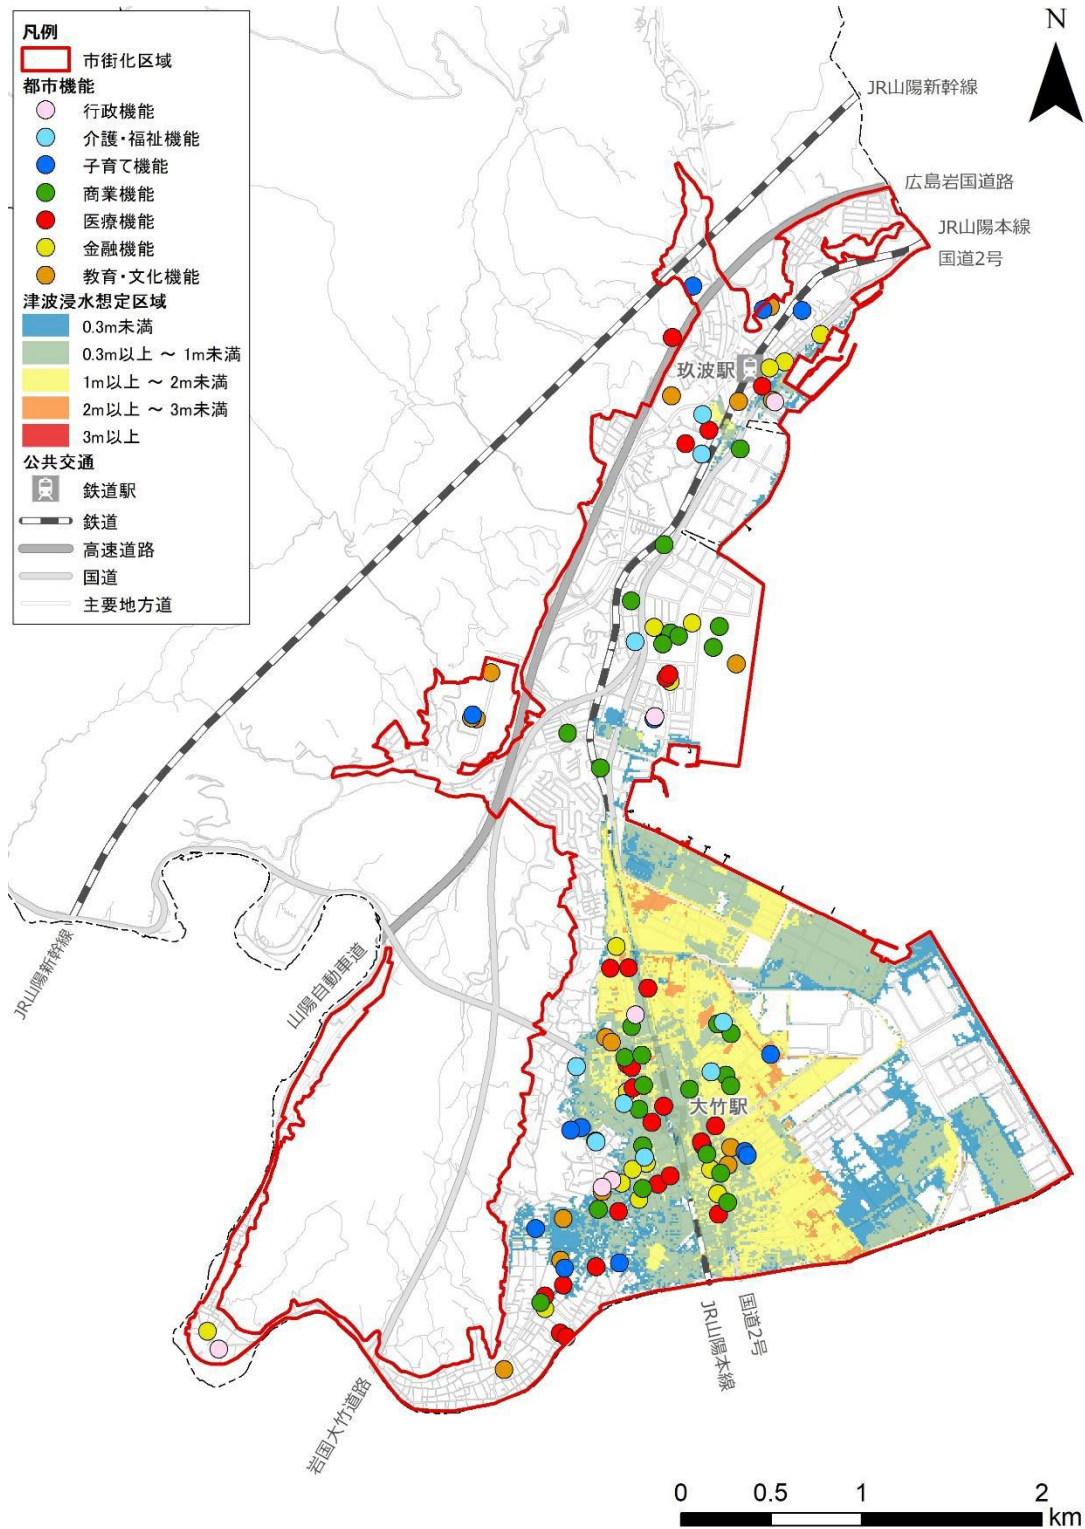 凡例
市街化区域
都市機能
行政機能
介護・福祉機能
子育て機能
商業機能
医療機能
金融機能
教育・文化機能
津波浸水想定区域
0.3m未満
0.3m以上 ～ 1m未満
1m以上 ～ 2m未満
2m以上 ～ 3m未満
3m以上
公共交通
鉄道駅
鉄道
高速道路
国道
主要地方道
N
JR山陽新幹線
広島岩国道路
JR山陽本線
国道2号
玖波駅
JR山陽新幹線
山陽自動車道
大竹駅
岩国大竹道路
JR山陽本線
国道2号
0 0.5 1 2
km